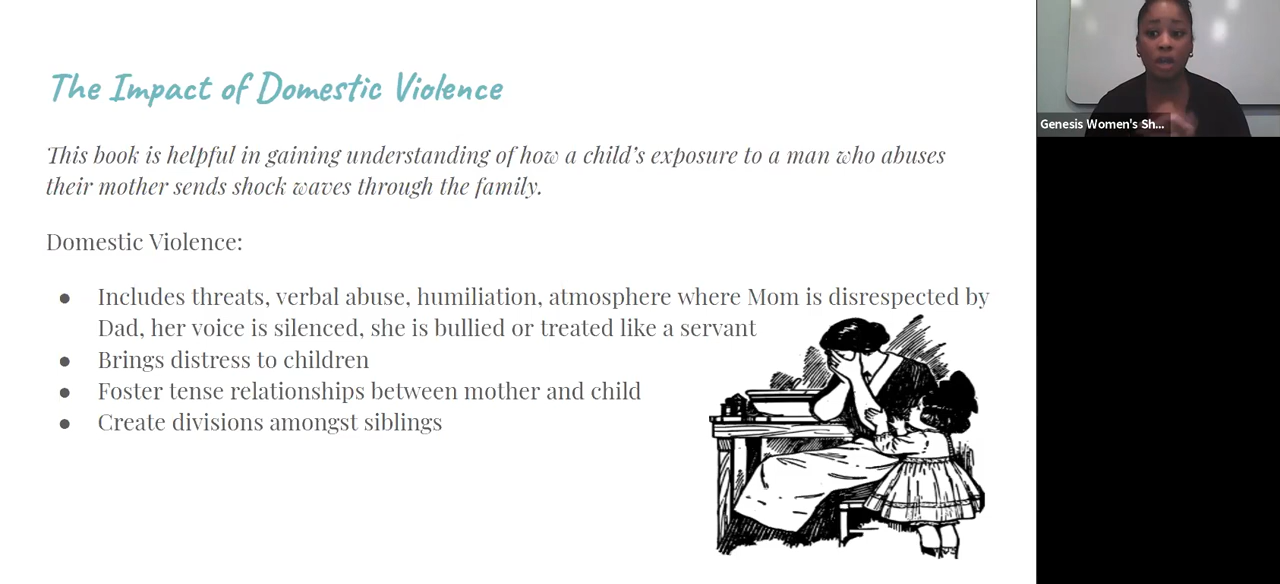 The Impact of Domestic Violence
This book is helpful in gaining understanding of how a child's exposure to a man who abuses
their mother sends shock waves through the family.
Domestic Violence:
● Includes threats, verbal abuse, humiliation, atmosphere where Mom is disrespected by
Dad, her voice is silenced, she is bullied or treated like a servant
● Brings distress to children
● Foster tense relationships between mother and child
● Create divisions amongst siblings
Genesis Women's Sh...